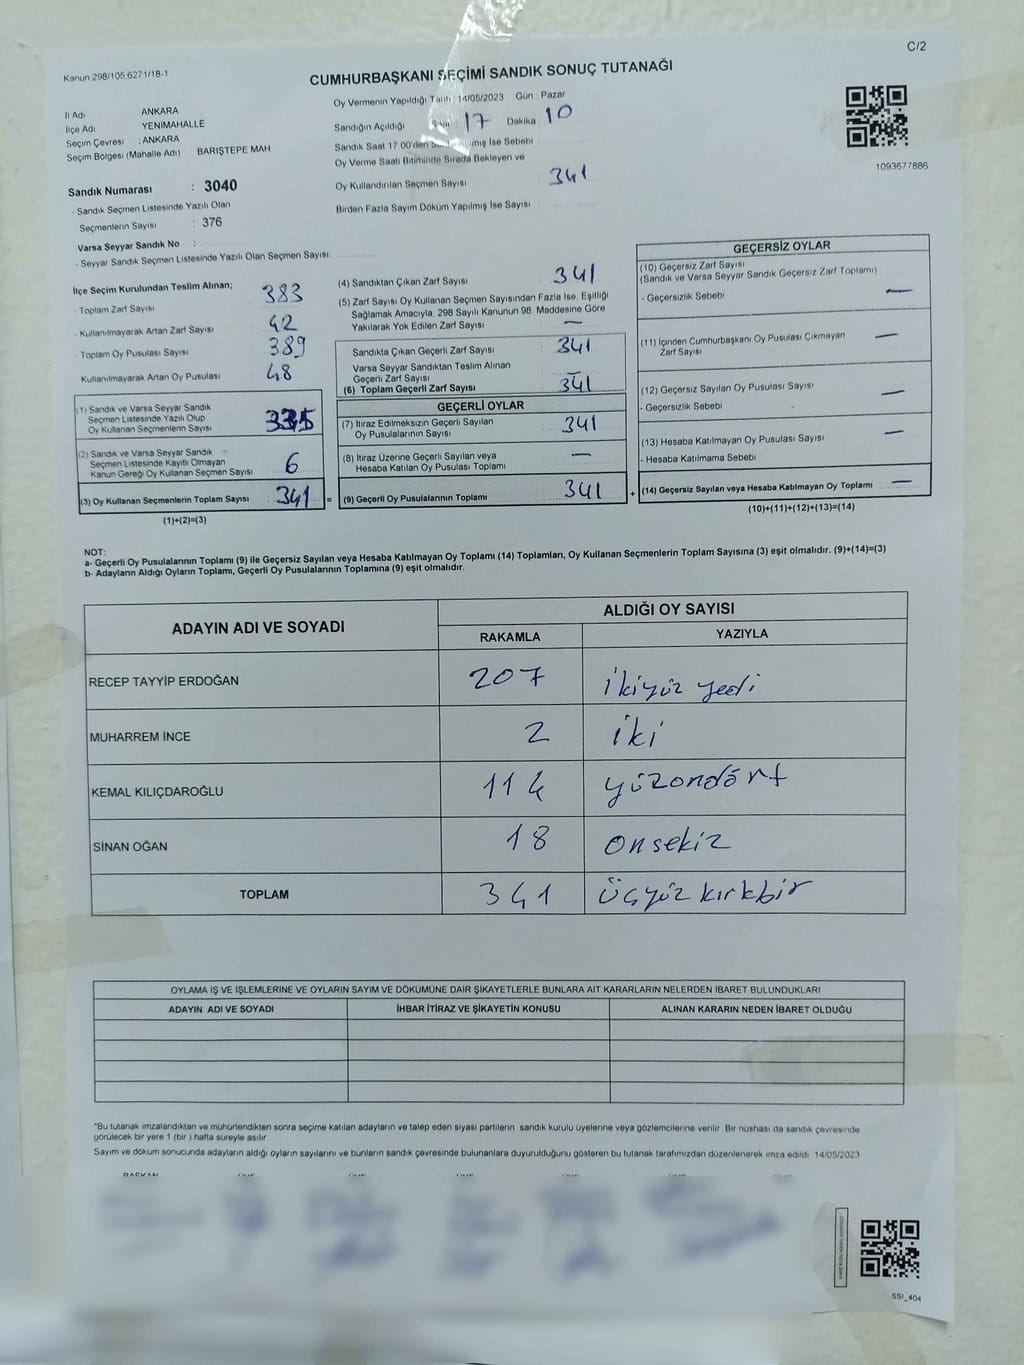 C/2
Kanun 298/105,6271/18-1
CUMHURBAŞKANI SEÇİMİ SANDIK SONUÇ TUTANAĞI
İl Adı ANKARA
İlçe Adı YENİMAHALLE
Seçim Çevresi : ANKARA
Seçim Bölgesi (Mahalle Adı) BARIŞTEPE MAH
Oy Vermenin Yapıldığı Tarih 14/05/2023 Gün Pazar
Sandığın Açıldığı 17 Dakika 10
Sandık Saat 17:00'den İse Sebebi
Oy Verme Saati Bitiminde Sırada Bekleyen ve
Oy Kullandırılan Seçmen Sayısı 341
Birden Fazla Sayım Döküm Yapılmış İse Sayısı
1093677886
Sandık Numarası : 3040
- Sandık Seçmen Listesinde Yazılı Olan
Seçmenlerin Sayısı : 376
Varsa Seyyar Sandık No :
- Seyyar Sandık Seçmen Listesinde Yazılı Olan Seçmen Sayısı
İlçe Seçim Kurulundan Teslim Alınan;
- Toplam Zarf Sayısı 383
- Kullanılmayarak Artan Zarf Sayısı 42
- Toplam Oy Pusulası Sayısı 389
Kullanılmayarak Artan Oy Pusulası 48
(1) Sandık ve Varsa Seyyar Sandık
Seçmen Listesinde Yazılı Olup
Oy Kullanan Seçmenlerin Sayısı 335
(2) Sandık ve Varsa Seyyar Sandık
Seçmen Listesinde Kayıtlı Olmayan
Kanun Gereği Oy Kullanan Seçmen Sayısı 6
(3) Oy Kullanan Seçmenlerin Toplam Sayısı 341 =
(1)+(2)=(3)
(4) Sandıktan Çıkan Zarf Sayısı 341
(5) Zarf Sayısı Oy Kullanan Seçmen Sayısından Fazla İse, Eşitliği
Sağlamak Amacıyla, 298 Sayılı Kanunun 98. Maddesine Göre
Yakılarak Yok Edilen Zarf Sayısı —
Sandıkta Çıkan Geçerli Zarf Sayısı 341
Varsa Seyyar Sandıktan Teslim Alınan
Geçerli Zarf Sayısı —
(6) Toplam Geçerli Zarf Sayısı 341
GEÇERLİ OYLAR
(7) İtiraz Edilmeksizin Geçerli Sayılan
Oy Pusulalarının Sayısı 341
(8) İtiraz Üzerine Geçerli Sayılan veya
Hesaba Katılan Oy Pusulası Toplamı —
(9) Geçerli Oy Pusulalarının Toplamı 341 +
GEÇERSİZ OYLAR
(10) Geçersiz Zarf Sayısı
(Sandık ve Varsa Seyyar Sandık Geçersiz Zarf Toplamı)
- Geçersizlik Sebebi —
(11) İçinden Cumhurbaşkanı Oy Pusulası Çıkmayan
Zarf Sayısı —
(12) Geçersiz Sayılan Oy Pusulası Sayısı —
- Geçersizlik Sebebi
(13) Hesaba Katılmayan Oy Pusulası Sayısı —
- Hesaba Katılmama Sebebi
(14) Geçersiz Sayılan veya Hesaba Katılmayan Oy Toplamı —
(10)+(11)+(12)+(13)=(14)
NOT:
a- Geçerli Oy Pusulalarının Toplamı (9) ile Geçersiz Sayılan veya Hesaba Katılmayan Oy Toplamı (14) Toplamları, Oy Kullanan Seçmenlerin Toplam Sayısına (3) eşit olmalıdır. (9)+(14)=(3)
b- Adayların Aldığı Oyların Toplamı, Geçerli Oy Pusulalarının Toplamına (9) eşit olmalıdır.
ADAYIN ADI VE SOYADI ALDIĞI OY SAYISI
RAKAMLA YAZIYLA
RECEP TAYYİP ERDOĞAN 207 ikiyüz yedi
MUHARREM İNCE 2 iki
KEMAL KILIÇDAROĞLU 114 yüzondört
SİNAN OĞAN 18 onsekiz
TOPLAM 341 üçyüz kırkbir
OYLAMA İŞ VE İŞLEMLERİNE VE OYLARIN SAYIM VE DÖKÜMÜNE DAİR ŞİKAYETLERLE BUNLARA AİT KARARLARIN NELERDEN İBARET BULUNDUKLARI
ADAYIN ADI VE SOYADI İHBAR İTİRAZ VE ŞİKAYETİN KONUSU ALINAN KARARIN NEDEN İBARET OLDUĞU
"Bu tutanak imzalandıktan ve mühürlendikten sonra seçime katılan adayların ve talep eden siyasi partilerin sandık kurulu üyelerine veya gözlemcilerine verilir. Bir nüshası da sandık çevresinde
görülecek bir yere 1 (bir ) hafta süreyle asılır
Sayım ve döküm sonucunda adayların aldığı oyların sayılarını ve bunların sandık çevresinde bulunanlara duyurulduğunu gösteren bu tutanak tarafımızdan düzenlenerek imza edildi 14/05/2023
SSİ_404